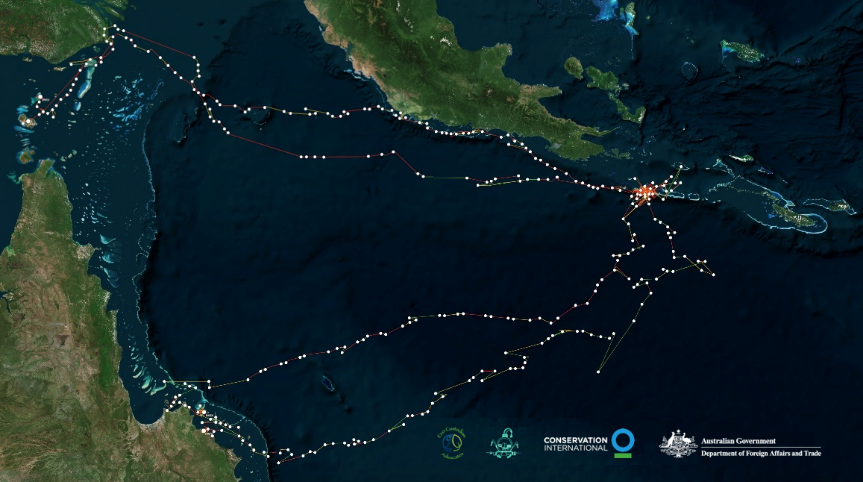 CONSERVATION
INTERNATIONAL
Australian Government
Department of Foreign Affairs and Trade